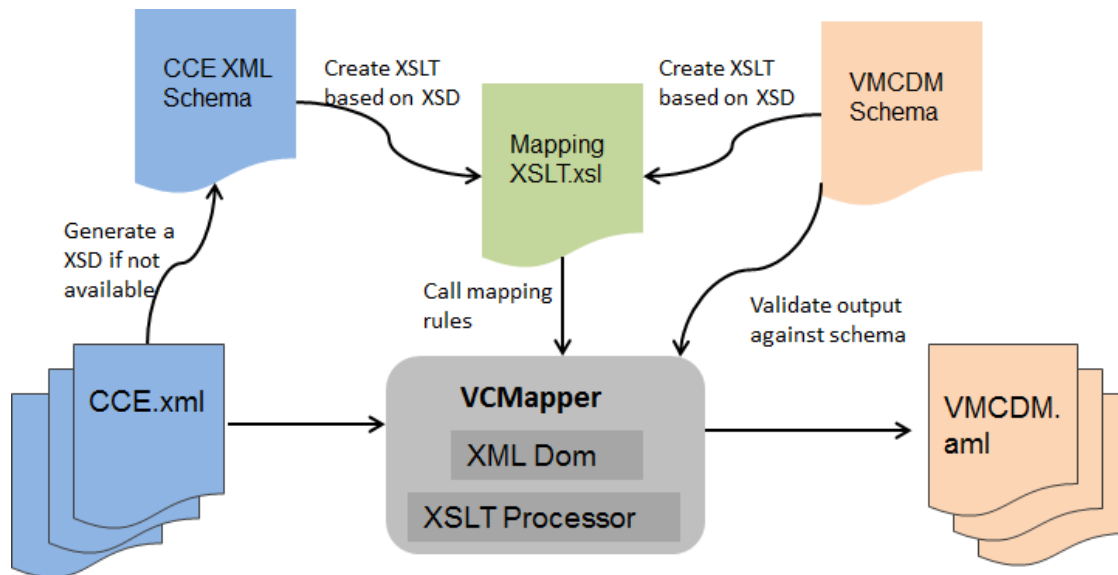 CCE XML
Schema
Create XSLT
based on XSD
Mapping
XSLT.xsl
Create XSLT
based on XSD
VMCDM
Schema
Generate a
XSD if not
available
Call mapping
rules
Validate output
against schema
CCE.xml
VCMapper
XML Dom
XSLT Processor
VMCDM.
aml